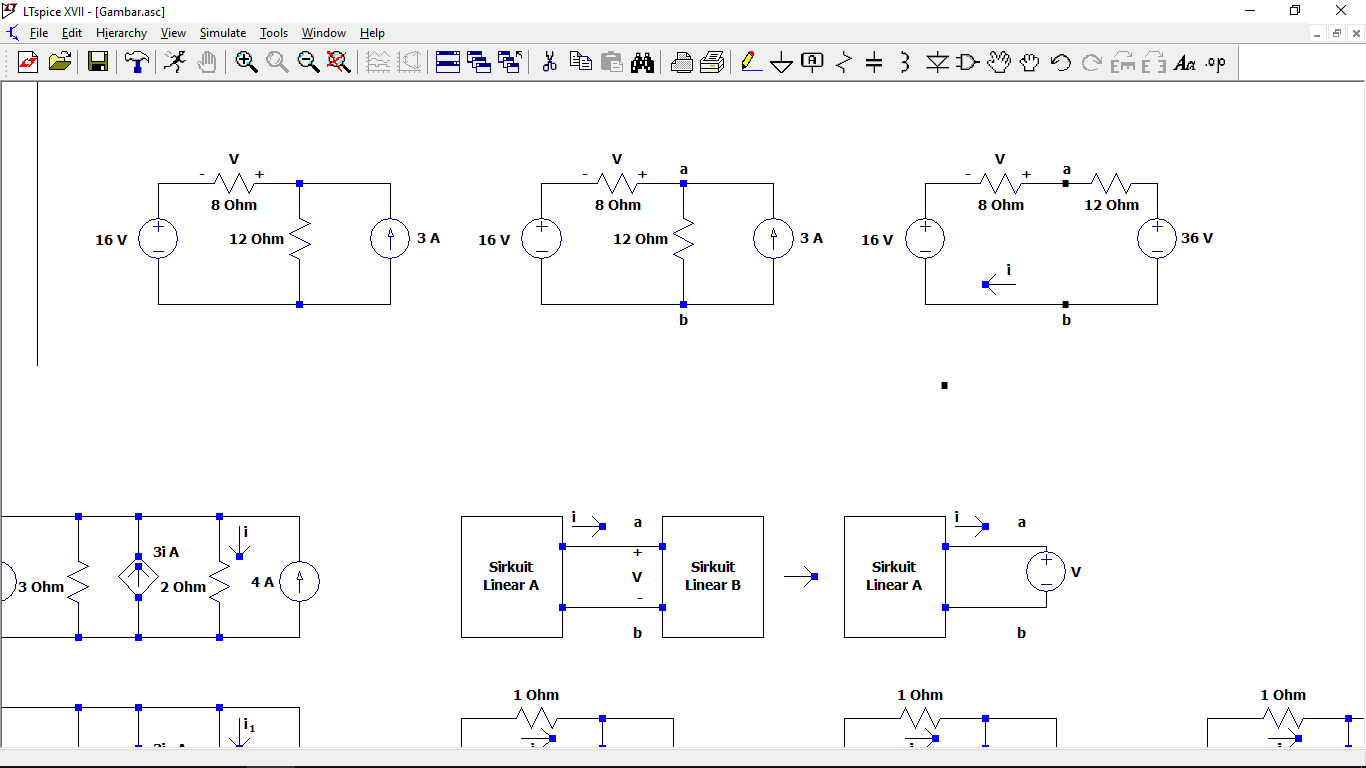 LTspice XVII - [Gambar.asc]
File Edit Hierarchy View Simulate Tools Window Help
Aa .op
V
- +
8 Ohm
16 V
12 Ohm
3 A
V
- +
a
8 Ohm
16 V
12 Ohm
3 A
b
V
- +
a
8 Ohm
12 Ohm
16 V
36 V
i
b
3 Ohm
3i A
2 Ohm
i
4 A
Sirkuit
Linear A
i
a
+
V
-
b
Sirkuit
Linear B
Sirkuit
Linear A
i
a
V
b
i₁
1 Ohm
1 Ohm
1 Ohm